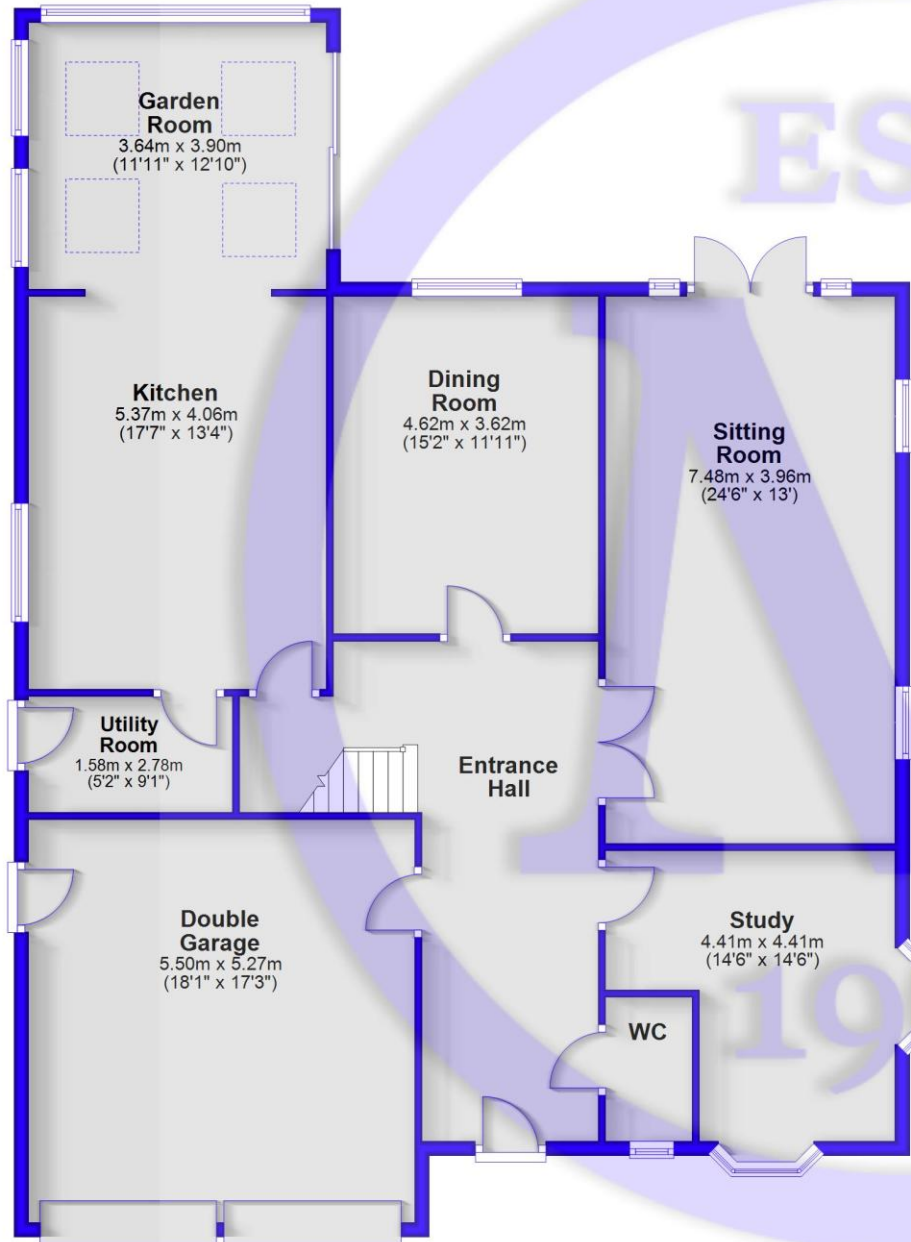 Garden
Room
3.64m x 3.90m
(11'11" x 12'10")
ES
Kitchen
5.37m x 4.06m
(17'7" x 13'4")
Dining
Room
4.62m x 3.62m
(15'2" x 11'11")
Sitting
Room
7.48m x 3.96m
(24'6" x 13')
N
Utility
Room
1.58m x 2.78m
(5'2" x 9'1")
Entrance
Hall
Double
Garage
5.50m x 5.27m
(18'1" x 17'3")
Study
4.41m x 4.41m
(14'6" x 14'6")
WC
19